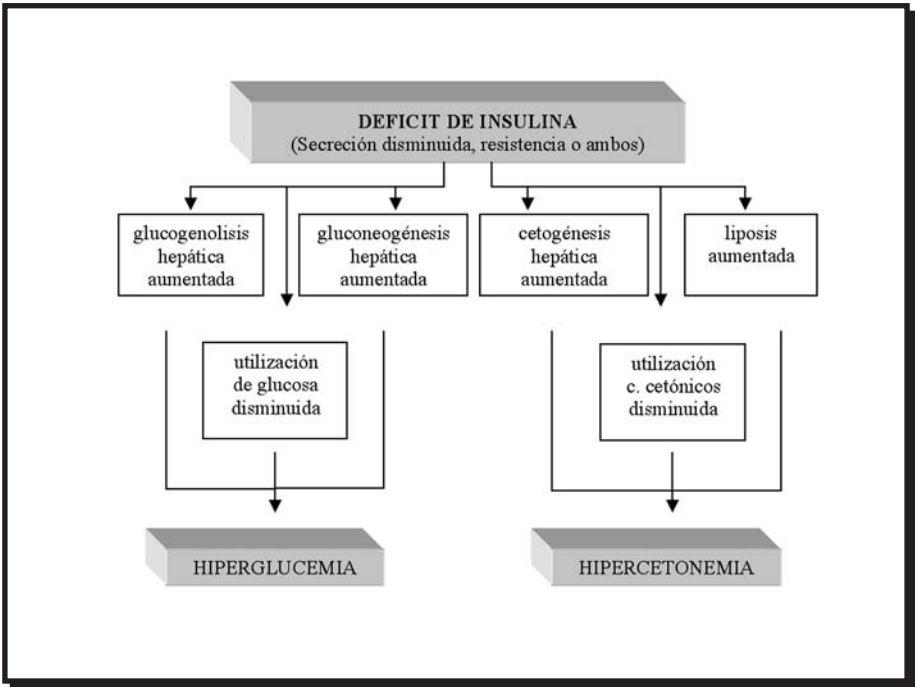 DEFICIT DE INSULINA
(Secreción disminuida, resistencia o ambos)
glucogenolisis
hepática
aumentada
gluconeogénesis
hepática
aumentada
cetogénesis
hepática
aumentada
liposis
aumentada
utilización
de glucosa
disminuida
utilización
c. cetónicos
disminuida
HIPERGLUCEMIA
HIPERCETONEMIA